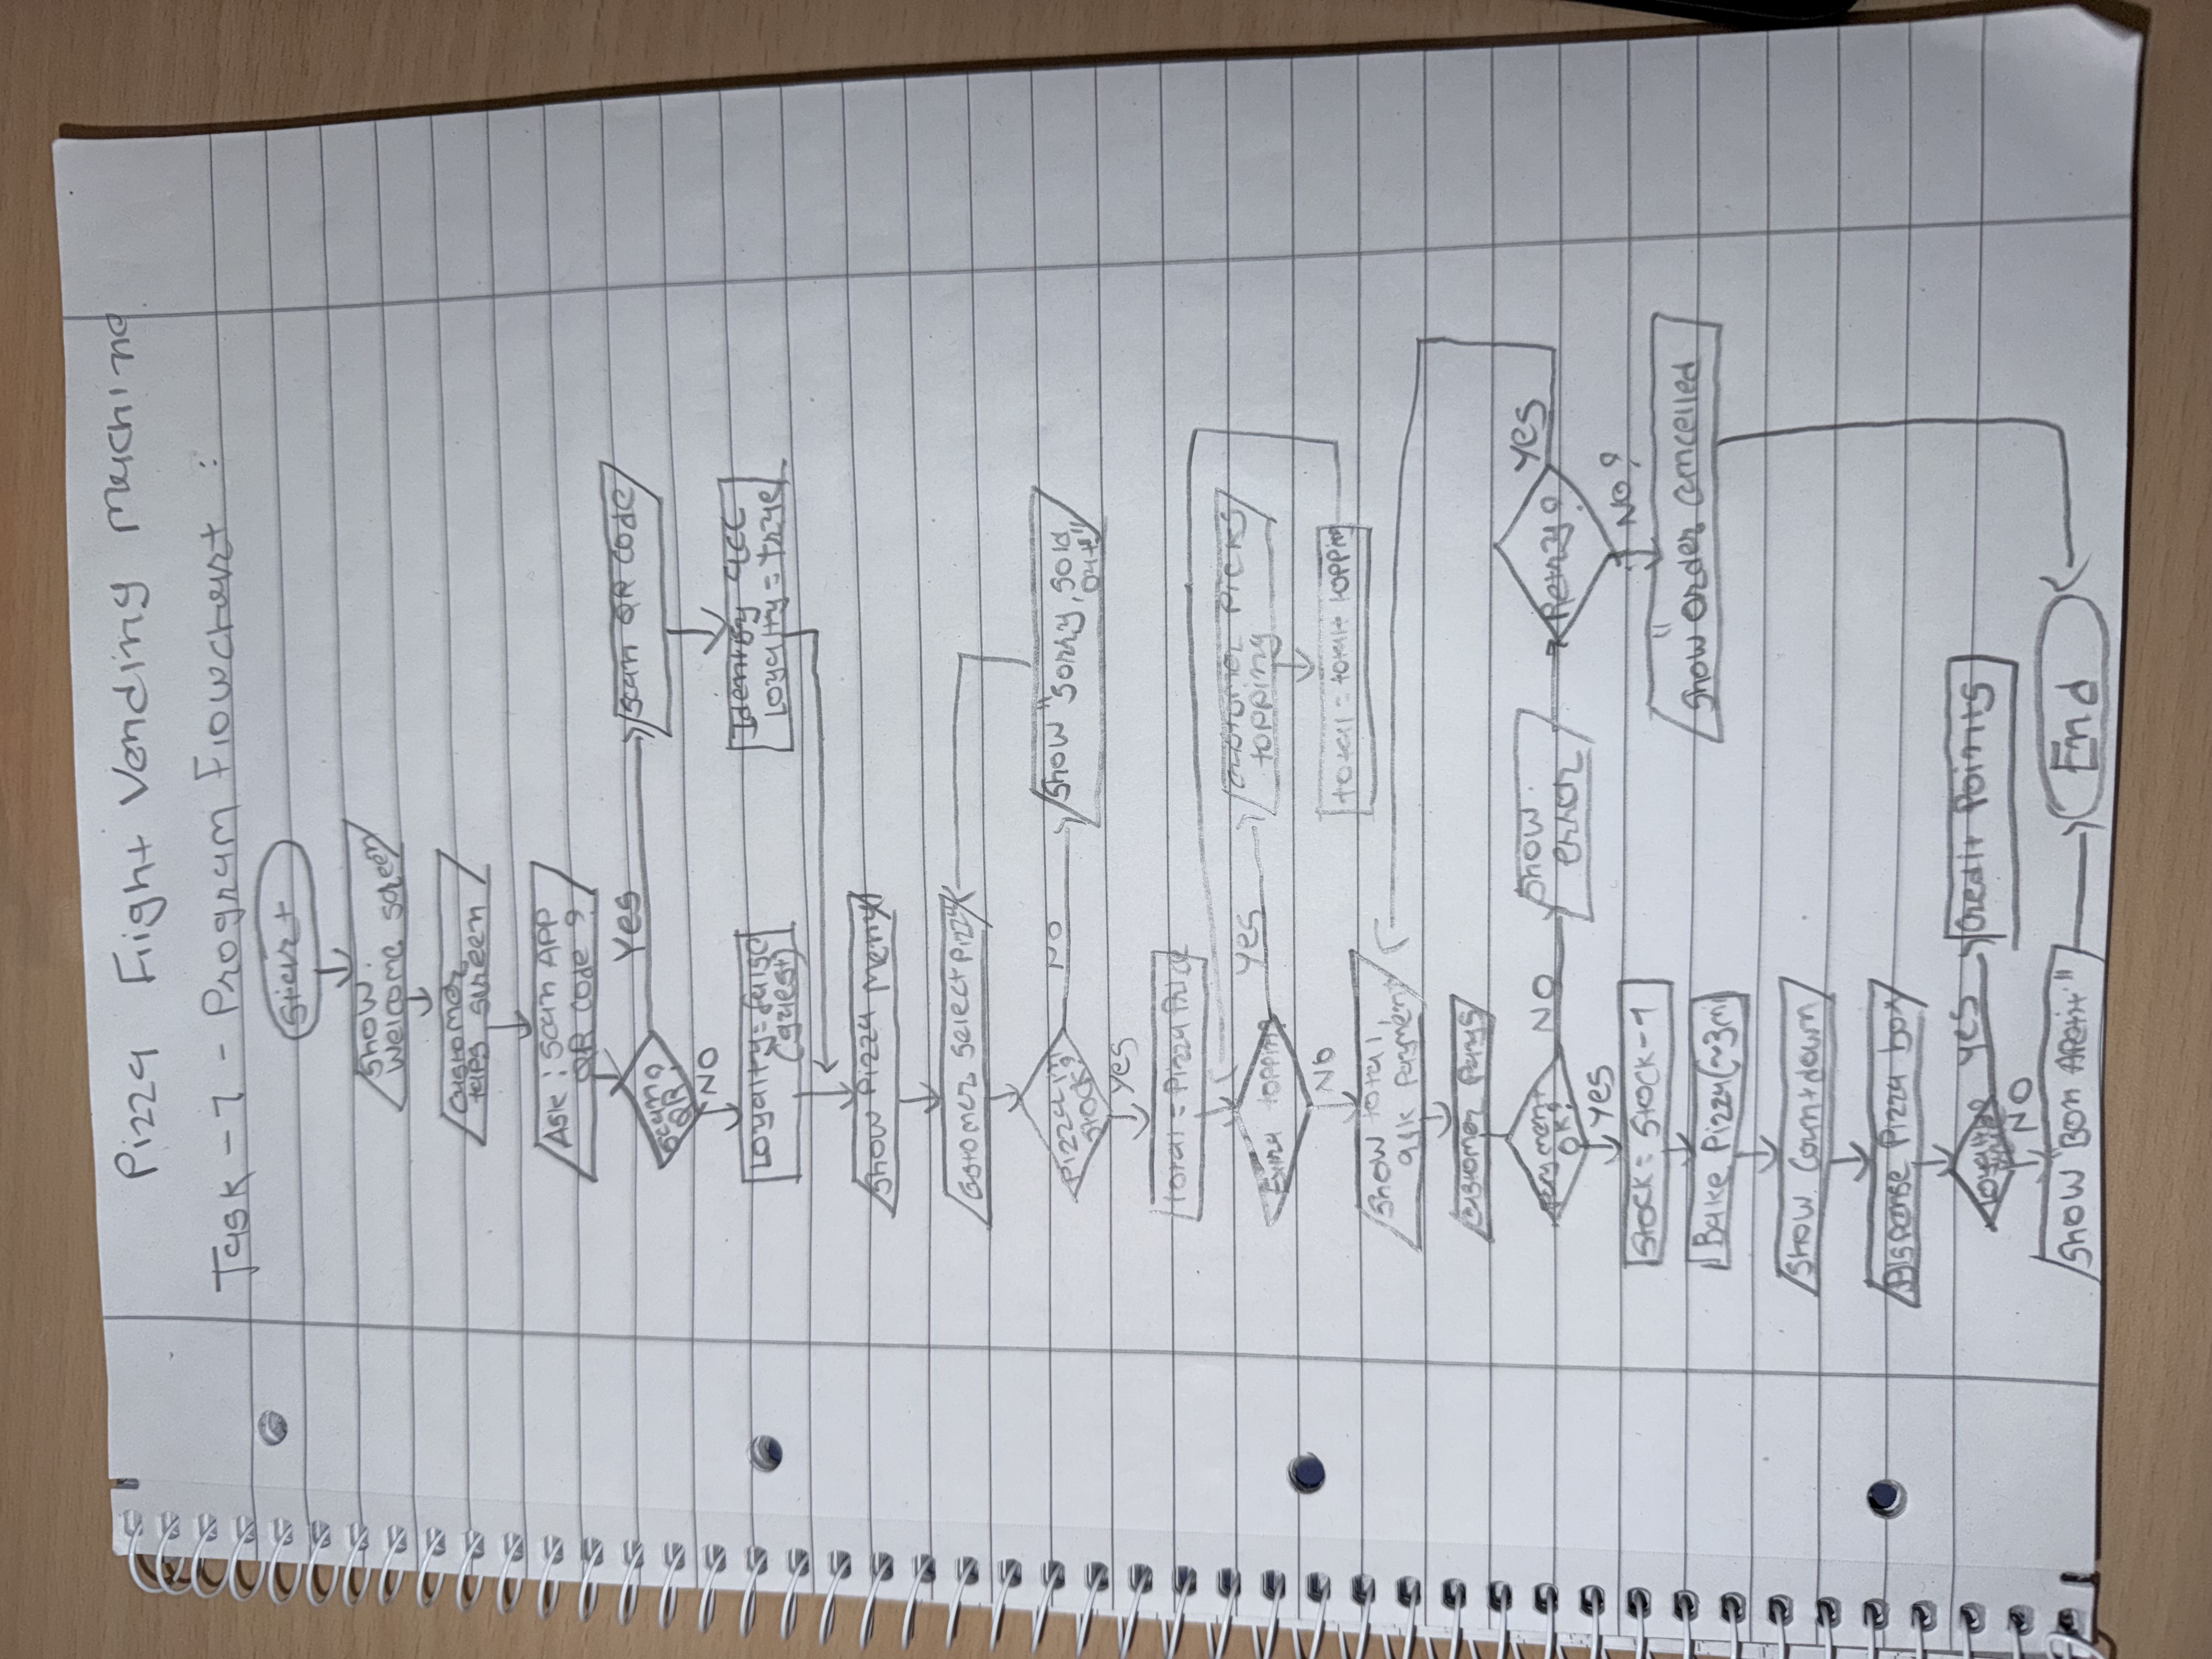 Pizza Fright Vending Machine
Task - 7 - Program Flowchart :
Start
Show
Welcome screen
Customer
taps screen
Ask : Scan APP
QR code ?
Scan
QR?
Yes
Scan QR code
NO
Loyalty = false
(guest)
Identify acc
Loyalty = true
Show Pizza Menu
Customer select pizza
Pizza in
stock?
NO
Show "Sorry, Sold
out!"
Yes
total = Pizza Price
Extra topping?
Yes
Customer Picks
topping
NO
total = total + topping
Show total,
ask Payment
Customer Pays
Payment
OK?
NO
Show
error
Retry?
Yes
Yes
NO?
Stock = Stock - 1
Show "Order cancelled
Bake Pizza (~3mi
Show Countdown
Dispense Pizza box
Loyalty?
Yes
Credit Points
NO
Show "Bon Apetit"
End